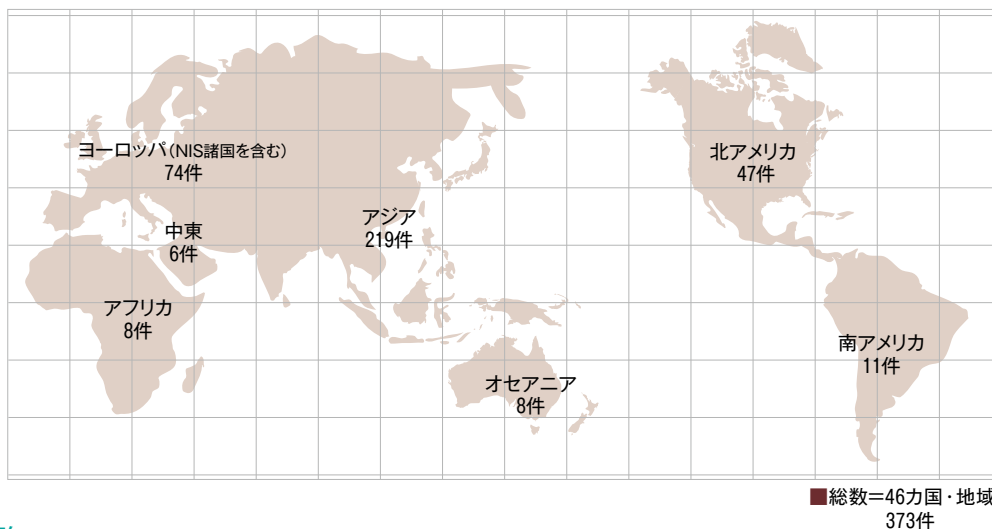 ヨーロッパ（NIS諸国を含む）
74件
北アメリカ
47件
アジア
219件
中東
6件
アフリカ
8件
南アメリカ
11件
オセアニア
8件
■総数＝46カ国・地域
373件